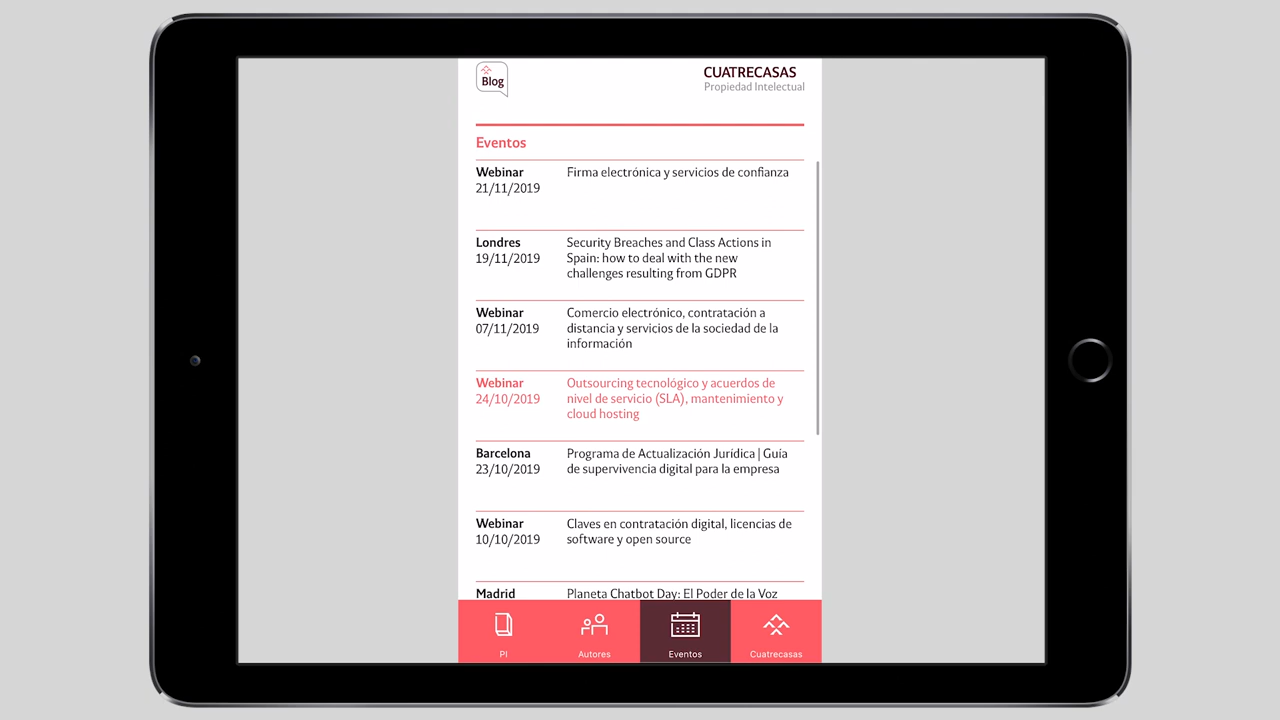 Blog
CUATRECASAS
Propiedad Intelectual
Eventos
Webinar
21/11/2019
Firma electrónica y servicios de confianza
Londres
19/11/2019
Security Breaches and Class Actions in
Spain: how to deal with the new
challenges resulting from GDPR
Webinar
07/11/2019
Comercio electrónico, contratación a
distancia y servicios de la sociedad de la
información
Webinar
24/10/2019
Outsourcing tecnológico y acuerdos de
nivel de servicio (SLA), mantenimiento y
cloud hosting
Barcelona
23/10/2019
Programa de Actualización Jurídica | Guía
de supervivencia digital para la empresa
Webinar
10/10/2019
Claves en contratación digital, licencias de
software y open source
Madrid
Planeta Chatbot Day: El Poder de la Voz
PI
Autores
Eventos
Cuatrecasas